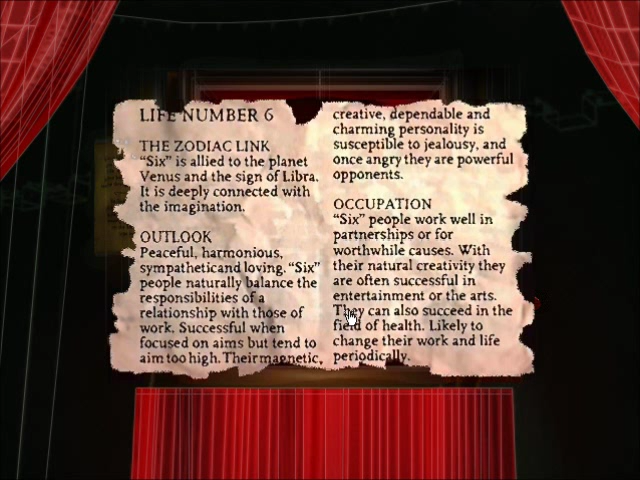 LIFE NUMBER 6
THE ZODIAC LINK
“Six” is allied to the planet
Venus and the sign of Libra.
It is deeply connected with
the imagination.
OUTLOOK
Peaceful, harmonious,
sympatheticand loving. “Six”
people naturally balance the
responsibilities of a
relationship with those of
work. Successful when
focused on aims but tend to
aim too high. Their magnetic,
creative, dependable and
charming personality is
susceptible to jealousy, and
once angry they are powerful
opponents.
OCCUPATION
“Six” people work well in
partnerships or for
worthwhile causes. With
their natural creativity they
are often successful in
entertainment or the arts.
They can also succeed in the
field of health. Likely to
change their work and life
periodically.